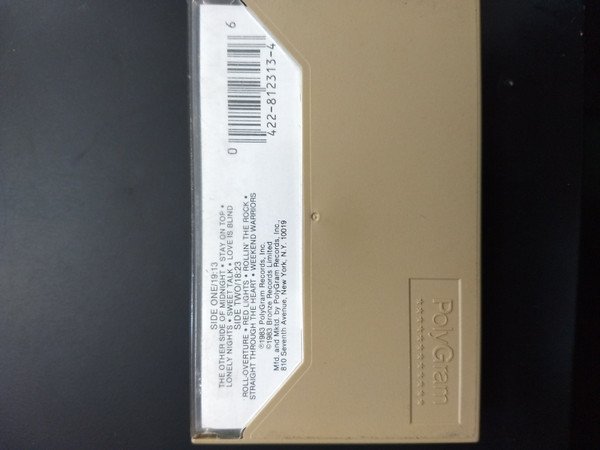 SIDE ONE/19:13
THE OTHER SIDE OF MIDNIGHT • STAY ON TOP •
LONELY NIGHTS • SWEET TALK • LOVE IS BLIND
SIDE TWO/18:23
ROLL-OVERTURE • RED LIGHTS • ROLLIN' THE ROCK •
STRAIGHT THROUGH THE HEART • WEEKEND WARRIORS
©1983 PolyGram Records, Inc.
℗1983 Bronze Records Limited
Mfd. and Mktd. by PolyGram Records, Inc.,
810 Seventh Avenue, New York, N.Y. 10019
0 422-812313-4 6
PolyGram